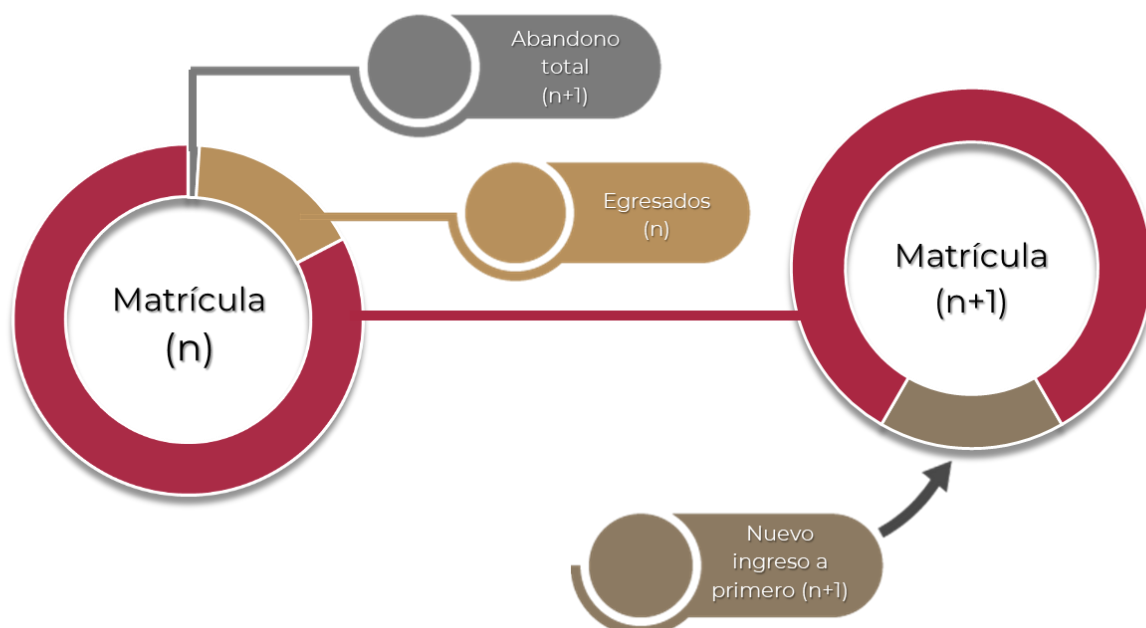 Abandono
total
(n+1)
Egresados
(n)
Matrícula
(n)
Matrícula
(n+1)
Nuevo
ingreso a
primero (n+1)